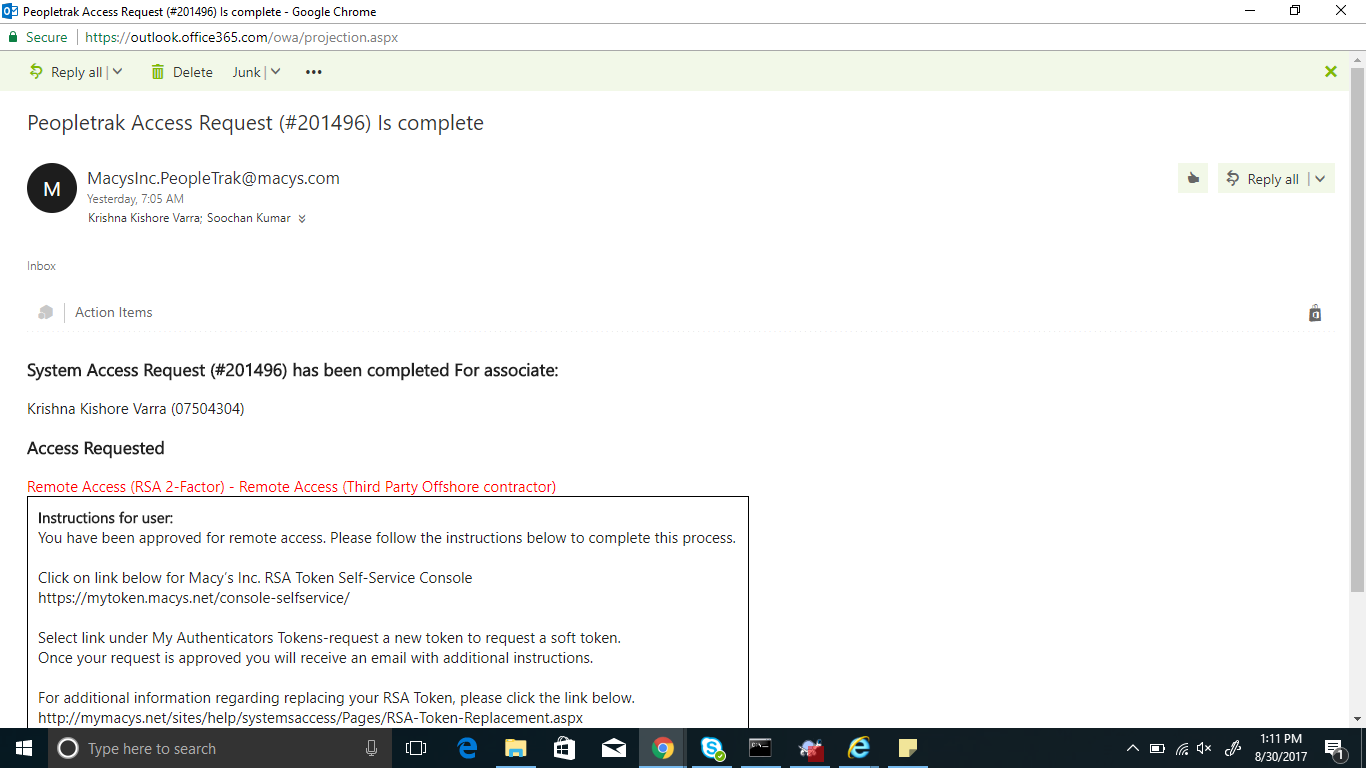 Peopletrak Access Request (#201496) Is complete - Google Chrome
Secure | https://outlook.office365.com/owa/projection.aspx
Reply all | Delete Junk | •••
Peopletrak Access Request (#201496) Is complete
M
MacysInc.PeopleTrak@macys.com
Reply all |
Yesterday, 7:05 AM
Krishna Kishore Varra; Soochan Kumar
Inbox
Action Items
System Access Request (#201496) has been completed For associate:
Krishna Kishore Varra (07504304)
Access Requested
Remote Access (RSA 2-Factor) - Remote Access (Third Party Offshore contractor)
Instructions for user:
You have been approved for remote access. Please follow the instructions below to complete this process.
Click on link below for Macy's Inc. RSA Token Self-Service Console
https://mytoken.macys.net/console-selfservice/
Select link under My Authenticators Tokens-request a new token to request a soft token.
Once your request is approved you will receive an email with additional instructions.
For additional information regarding replacing your RSA Token, please click the link below.
http://mymacys.net/sites/help/systemsaccess/Pages/RSA-Token-Replacement.aspx
Type here to search
1:11 PM
8/30/2017
1